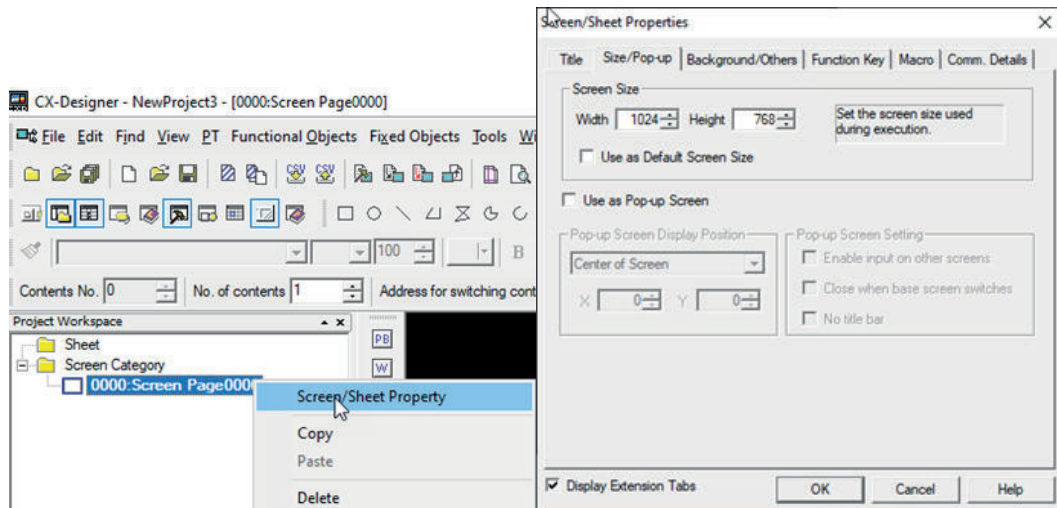 CX-Designer - NewProject3 - [0000:Screen Page0000]
File Edit Find View PT Functional Objects Fixed Objects Tools Wi
CSV CSV
100 B
Contents No. 0 No. of contents 1 Address for switching cont
Project Workspace
Sheet
Screen Category
0000:Screen Page000
PB
W
Screen/Sheet Property
Copy
Paste
Delete
Screen/Sheet Properties
Title Size/Pop-up Background/Others Function Key Macro Comm. Details
Screen Size
Width 1024 Height 768
Set the screen size used
during execution.
Use as Default Screen Size
Use as Pop-up Screen
Pop-up Screen Display Position
Center of Screen
X 0 Y 0
Pop-up Screen Setting
Enable input on other screens
Close when base screen switches
No title bar
Display Extension Tabs
OK Cancel Help